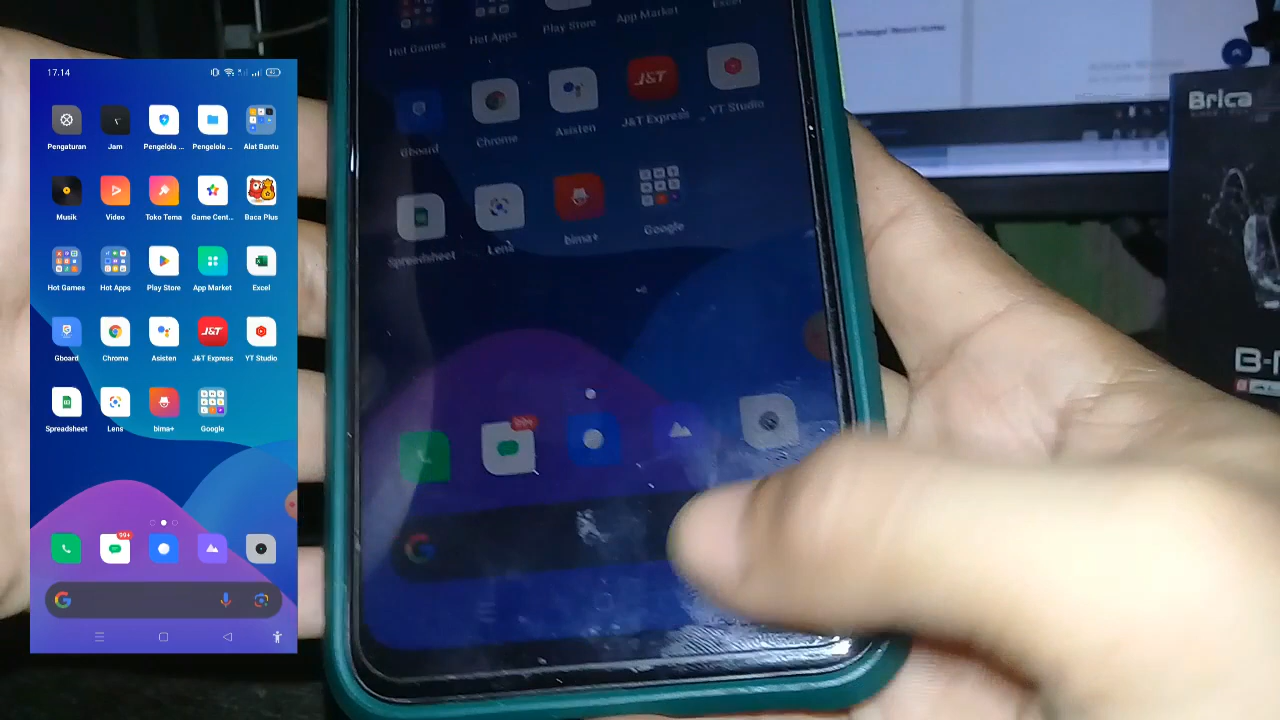 17.14
Pengaturan
Jam
Pengelola ...
Pengelola ...
Alat Bantu
Musik
Video
Toko Tema
Game Cent...
Baca Plus
Hot Games
Hot Apps
Play Store
App Market
Excel
J&T
Gboard
Chrome
Asisten
J&T Express
YT Studio
Spreadsheet
Lens
bima+
Google
99+
Hot Games
Hot Apps
Play Store
App Market
Excel
J&T
Gboard
Chrome
Asisten
J&T Express
YT Studio
Spreadsheet
Lens
bima+
Google
99+
Brica